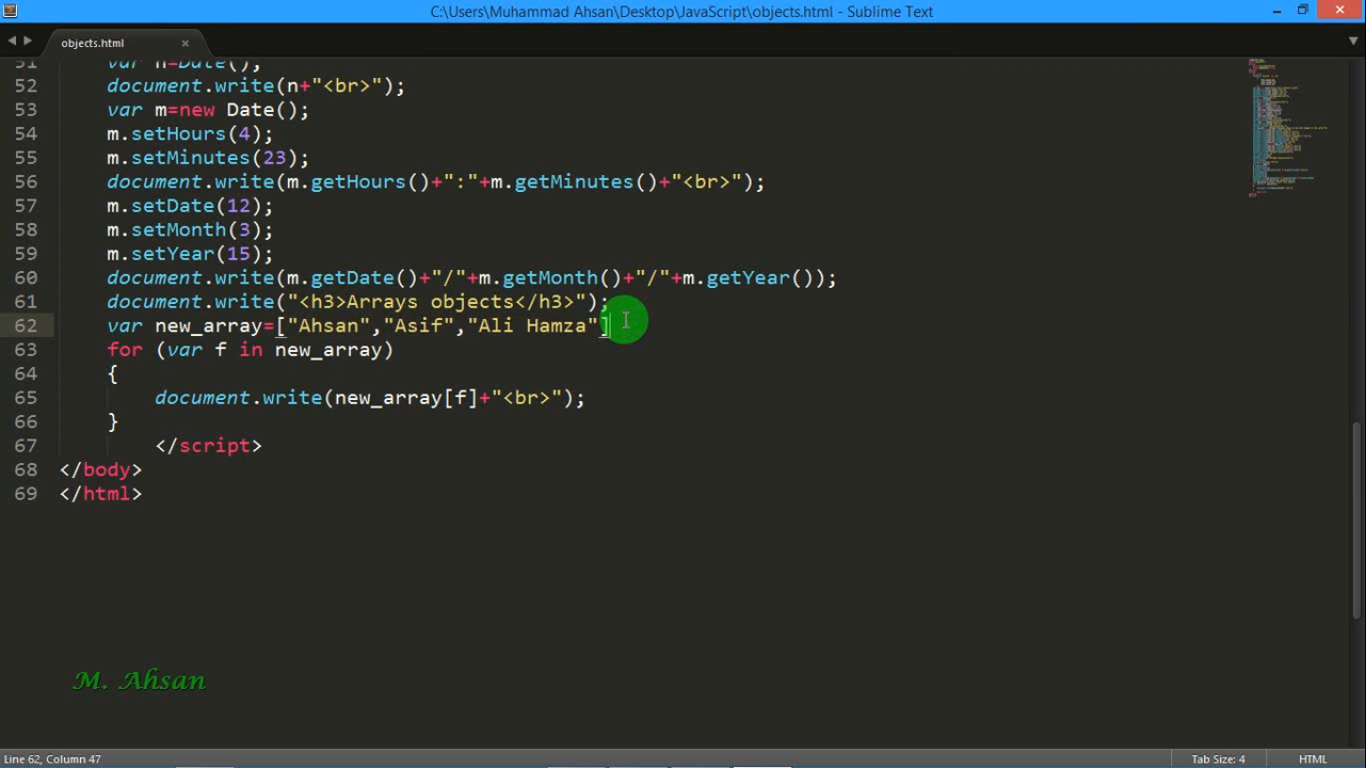 C:\Users\Muhammad Ahsan\Desktop\JavaScript\objects.html - Sublime Text
objects.html
51 var n=Date();
52 document.write(n+"<br>");
53 var m=new Date();
54 m.setHours(4);
55 m.setMinutes(23);
56 document.write(m.getHours()+":"+m.getMinutes()+"<br>");
57 m.setDate(12);
58 m.setMonth(3);
59 m.setYear(15);
60 document.write(m.getDate()+"/"+m.getMonth()+"/"+m.getYear());
61 document.write("<h3>Arrays objects</h3>");
62 var new_array=["Ahsan","Asif","Ali Hamza"]
63 for (var f in new_array)
64 {
65 document.write(new_array[f]+"<br>");
66 }
67 </script>
68 </body>
69 </html>
M. Ahsan
Line 62, Column 47 Tab Size: 4 HTML